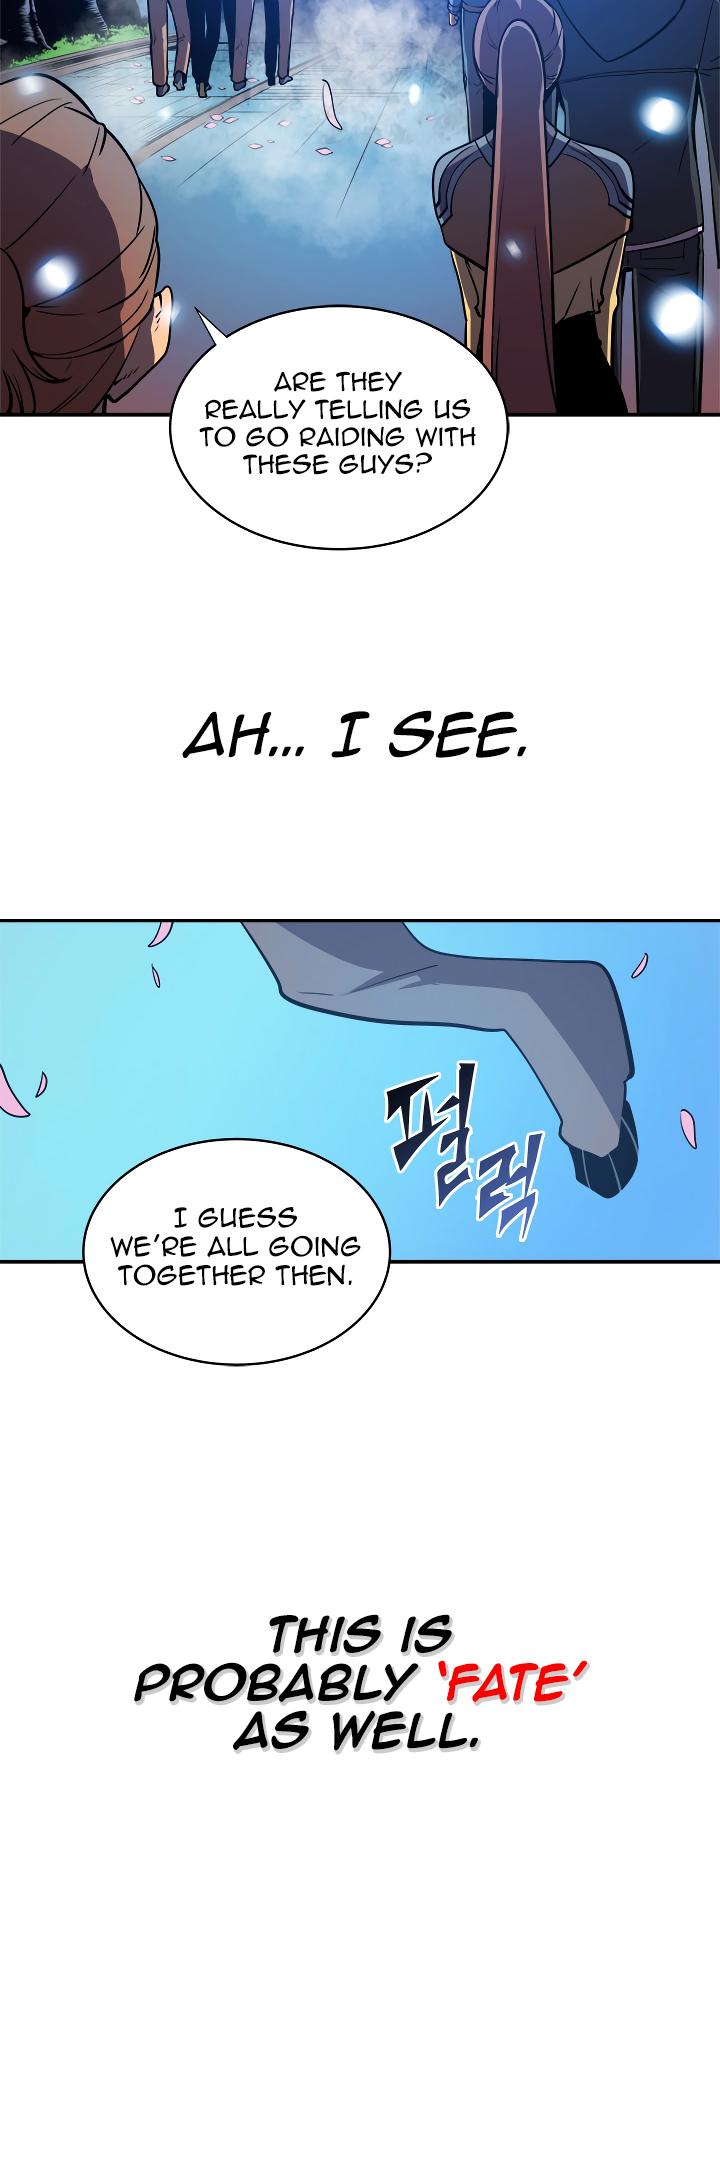 ARE THEY
REALLY TELLING US
TO GO RAIDING WITH
THESE GUYS?
AH... I SEE.
펄럭
I GUESS
WE'RE ALL GOING
TOGETHER THEN.
THIS IS
PROBABLY 'FATE'
AS WELL.